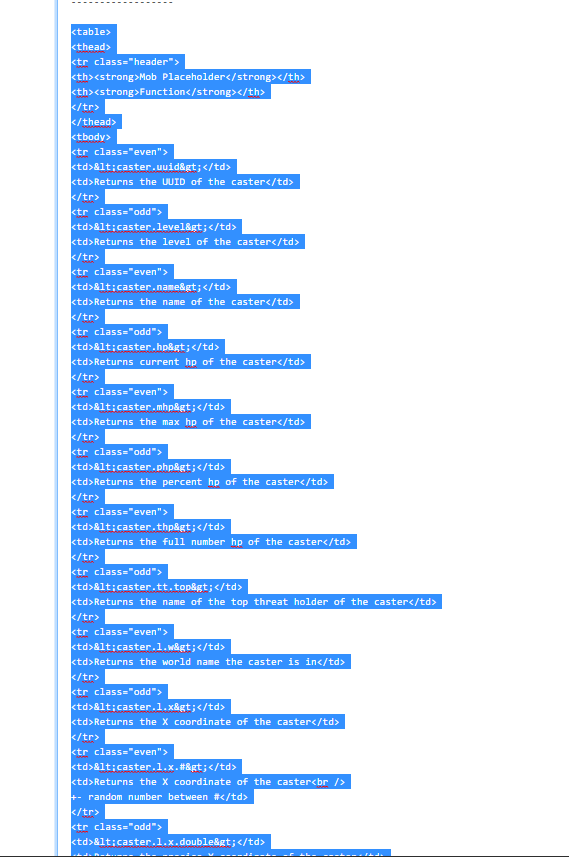 ------------------
<table>
<thead>
<tr class="header">
<th><strong>Mob Placeholder</strong></th>
<th><strong>Function</strong></th>
</tr>
</thead>
<tbody>
<tr class="even">
<td>&lt;caster.uuid&gt;</td>
<td>Returns the UUID of the caster</td>
</tr>
<tr class="odd">
<td>&lt;caster.level&gt;</td>
<td>Returns the level of the caster</td>
</tr>
<tr class="even">
<td>&lt;caster.name&gt;</td>
<td>Returns the name of the caster</td>
</tr>
<tr class="odd">
<td>&lt;caster.hp&gt;</td>
<td>Returns current hp of the caster</td>
</tr>
<tr class="even">
<td>&lt;caster.mhp&gt;</td>
<td>Returns the max hp of the caster</td>
</tr>
<tr class="odd">
<td>&lt;caster.php&gt;</td>
<td>Returns the percent hp of the caster</td>
</tr>
<tr class="even">
<td>&lt;caster.thp&gt;</td>
<td>Returns the full number hp of the caster</td>
</tr>
<tr class="odd">
<td>&lt;caster.tt.top&gt;</td>
<td>Returns the name of the top threat holder of the caster</td>
</tr>
<tr class="even">
<td>&lt;caster.l.w&gt;</td>
<td>Returns the world name the caster is in</td>
</tr>
<tr class="odd">
<td>&lt;caster.l.x&gt;</td>
<td>Returns the X coordinate of the caster</td>
</tr>
<tr class="even">
<td>&lt;caster.l.x.#&gt;</td>
<td>Returns the X coordinate of the caster<br />
+- random number between #</td>
</tr>
<tr class="odd">
<td>&lt;caster.l.x.double&gt;</td>
<td>Returns the precise X coordinate of the caster</td>